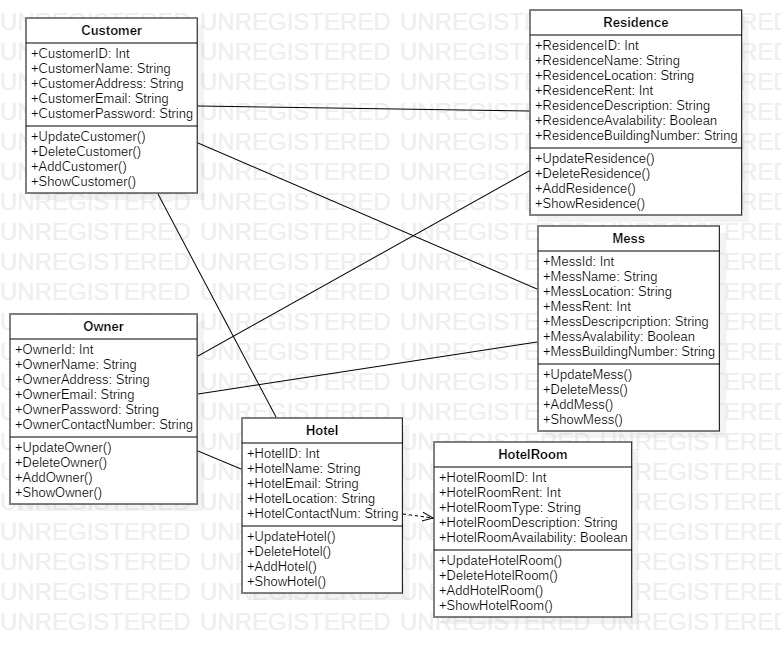 Customer
+CustomerID: Int
+CustomerName: String
+CustomerAddress: String
+CustomerEmail: String
+CustomerPassword: String
+UpdateCustomer()
+DeleteCustomer()
+AddCustomer()
+ShowCustomer()
Residence
+ResidenceID: Int
+ResidenceName: String
+ResidenceLocation: String
+ResidenceRent: Int
+ResidenceDescription: String
+ResidenceAvalability: Boolean
+ResidenceBuildingNumber: String
+UpdateResidence()
+DeleteResidence()
+AddResidence()
+ShowResidence()
Mess
+MessId: Int
+MessName: String
+MessLocation: String
+MessRent: Int
+MessDescripcription: String
+MessAvalability: Boolean
+MessBuildingNumber: String
+UpdateMess()
+DeleteMess()
+AddMess()
+ShowMess()
Owner
+OwnerId: Int
+OwnerName: String
+OwnerAddress: String
+OwnerEmail: String
+OwnerPassword: String
+OwnerContactNumber: String
+UpdateOwner()
+DeleteOwner()
+AddOwner()
+ShowOwner()
Hotel
+HotelID: Int
+HotelName: String
+HotelEmail: String
+HotelLocation: String
+HotelContactNum: String
+UpdateHotel()
+DeleteHotel()
+AddHotel()
+ShowHotel()
HotelRoom
+HotelRoomID: Int
+HotelRoomRent: Int
+HotelRoomType: String
+HotelRoomDescription: String
+HotelRoomAvailability: Boolean
+UpdateHotelRoom()
+DeleteHotelRoom()
+AddHotelRoom()
+ShowHotelRoom()
UNREGISTERED